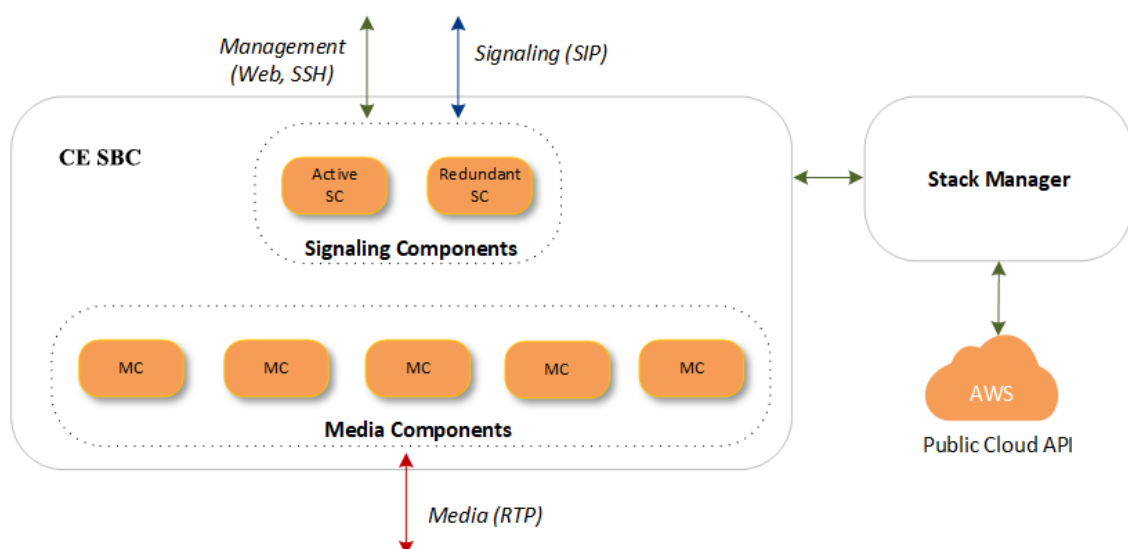 Management
(Web, SSH)
Signaling (SIP)
CE SBC
Active
SC
Redundant
SC
Signaling Components
Stack Manager
MC
MC
MC
MC
MC
Media Components
AWS
Public Cloud API
Media (RTP)